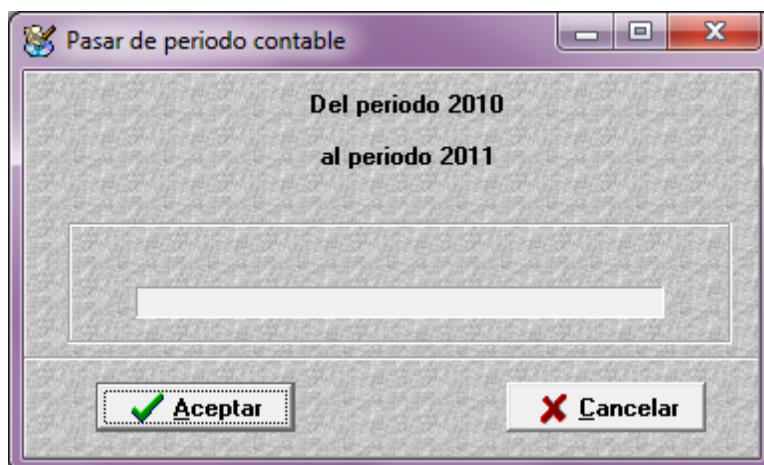 Pasar de periodo contable
Del periodo 2010
al periodo 2011
Aceptar
Cancelar